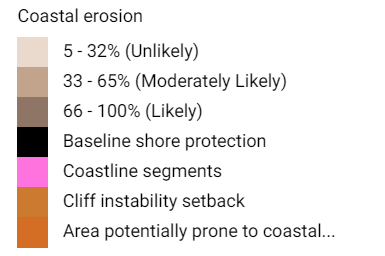 Coastal erosion
5 - 32% (Unlikely)
33 - 65% (Moderately Likely)
66 - 100% (Likely)
Baseline shore protection
Coastline segments
Cliff instability setback
Area potentially prone to coastal...